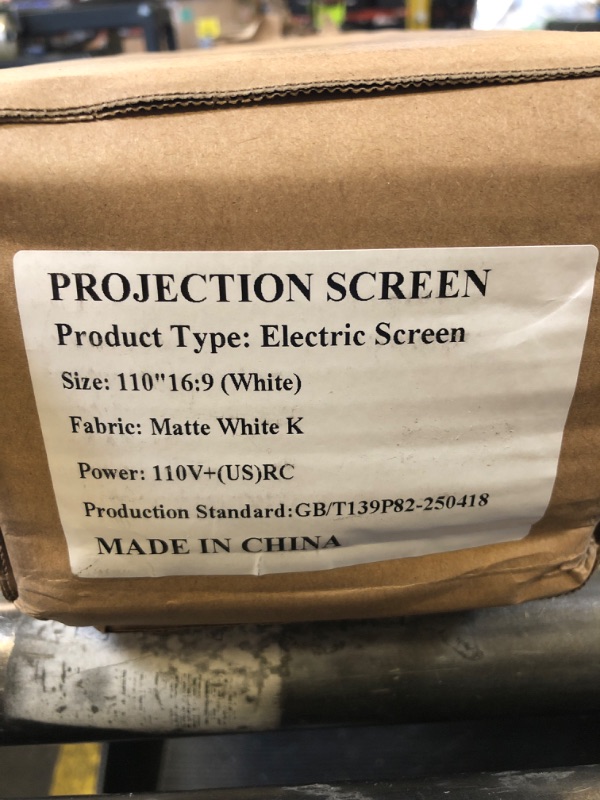 PROJECTION SCREEN
Product Type: Electric Screen
Size: 110"16:9 (White)
Fabric: Matte White K
Power: 110V+(US)RC
Production Standard:GB/T139P82-250418
MADE IN CHINA